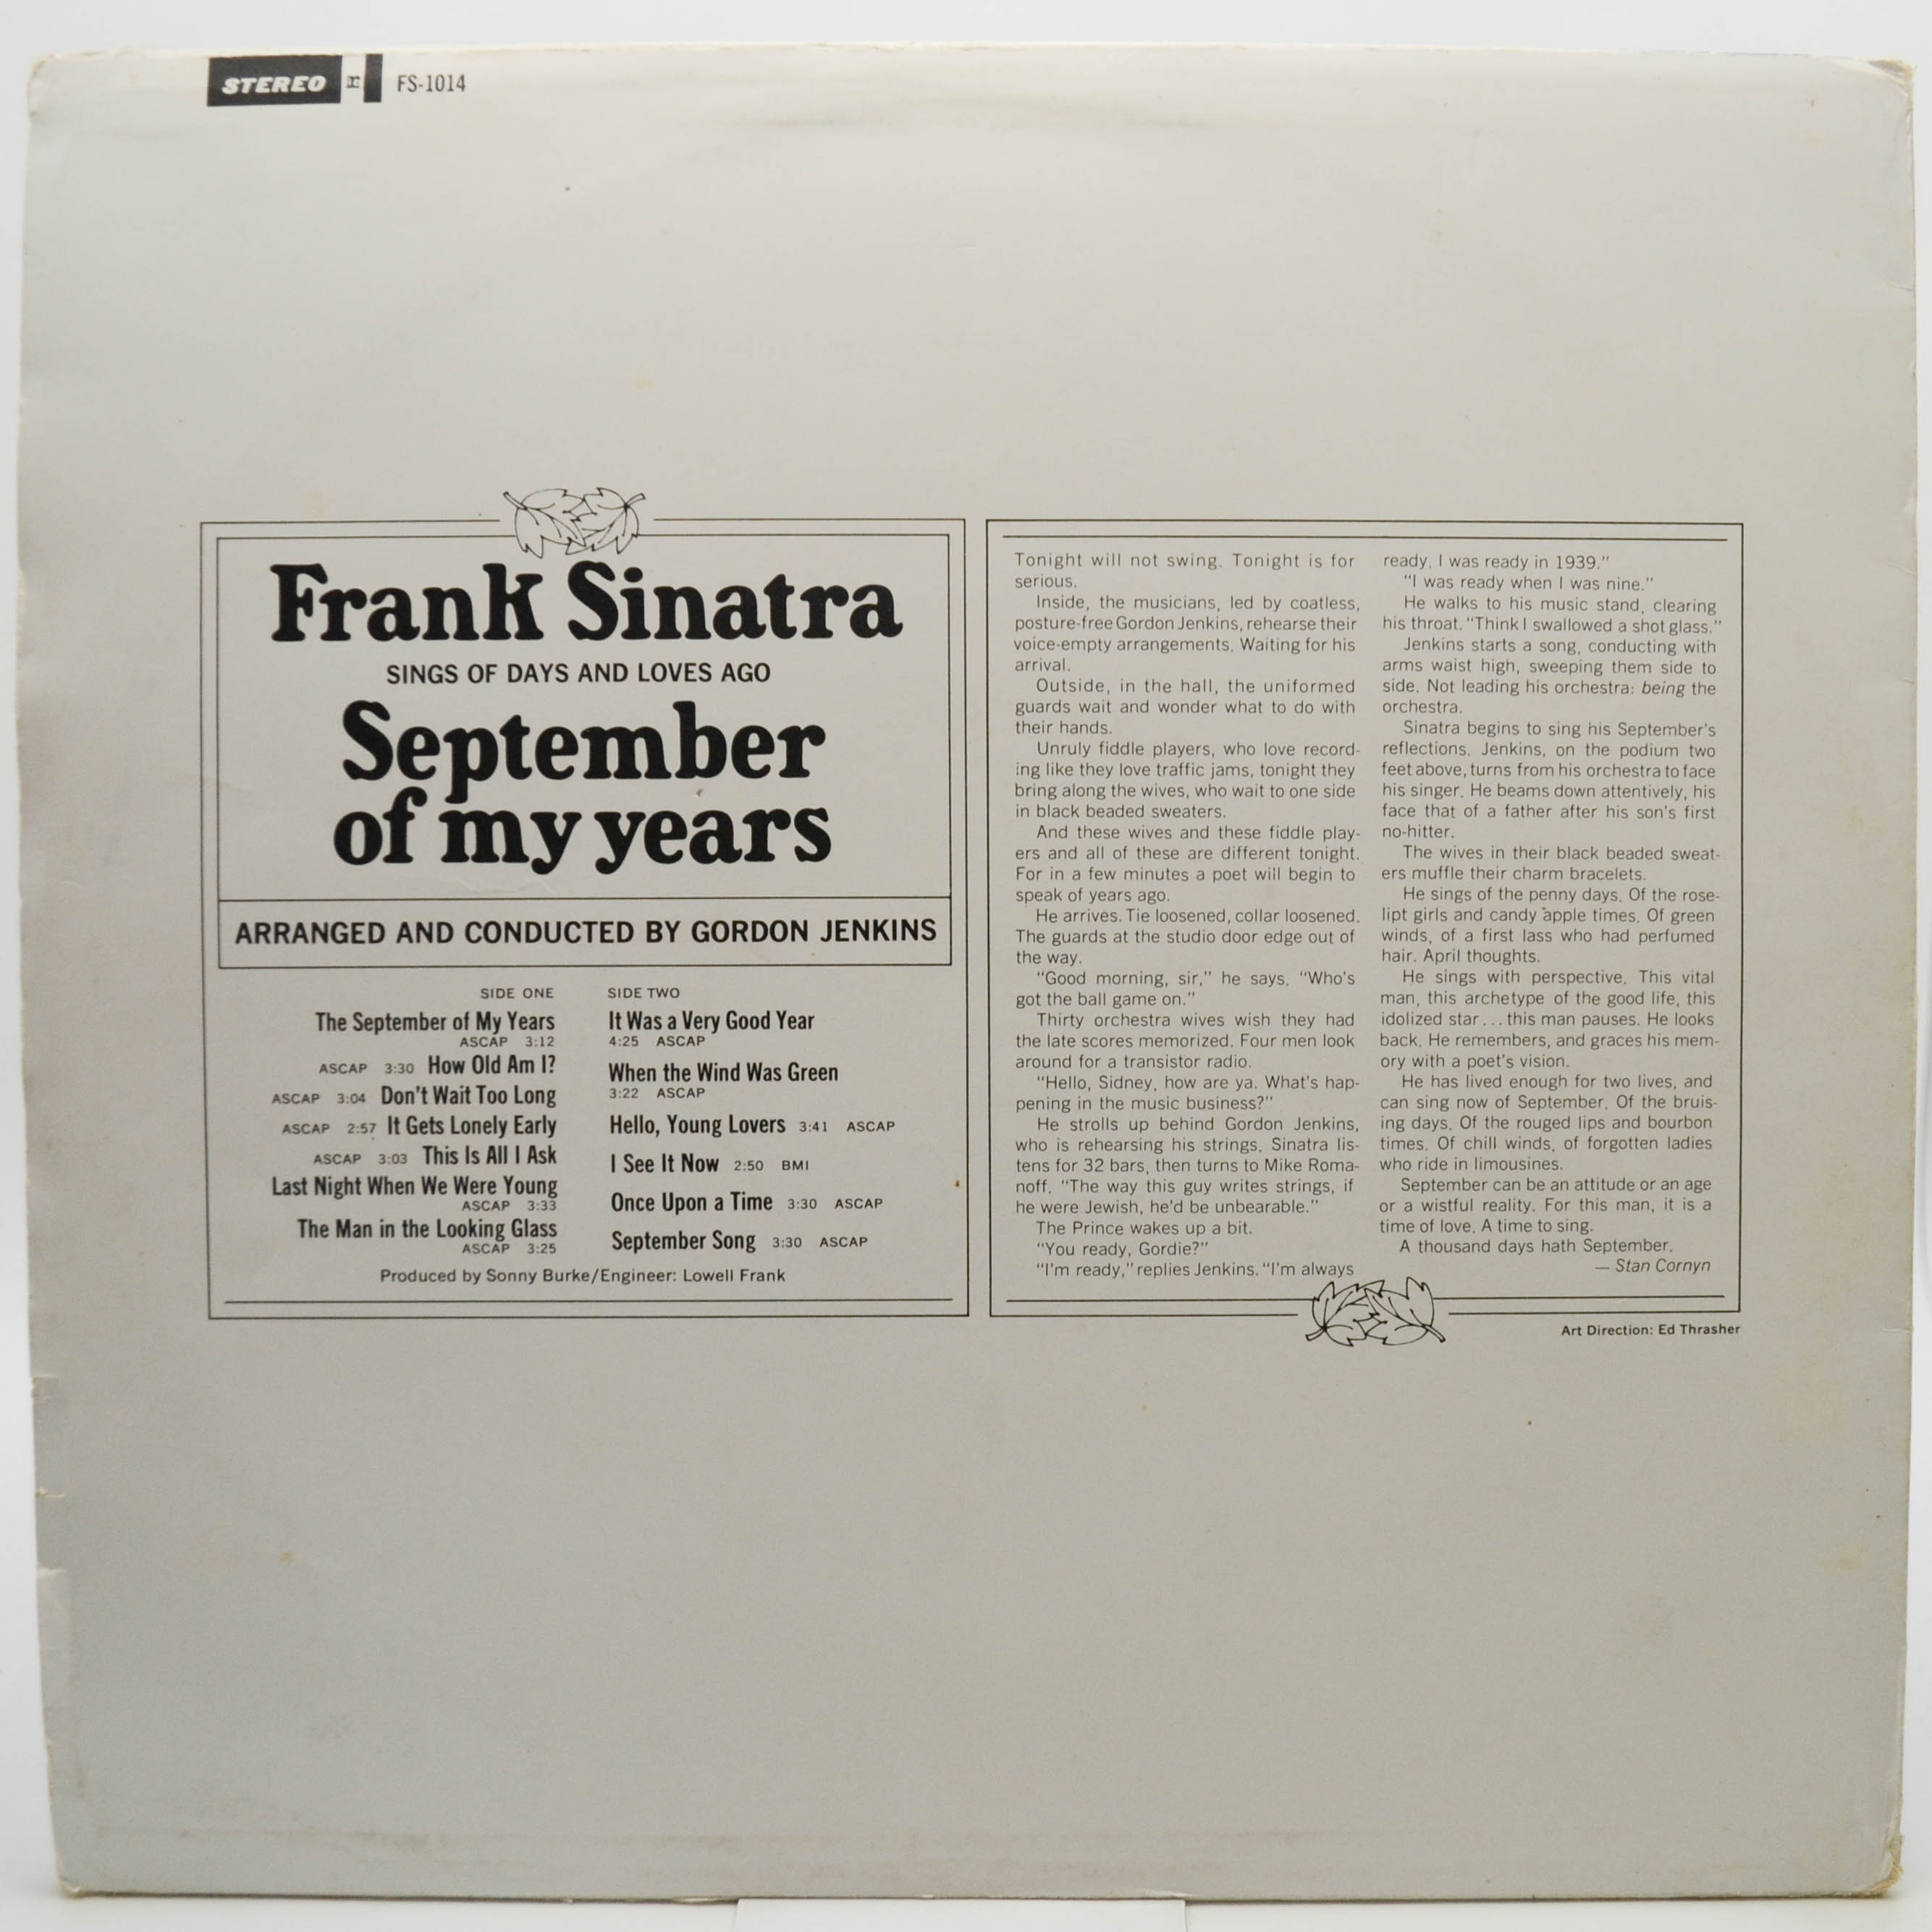 STEREO r: FS-1014
Frank Sinatra
SINGS OF DAYS AND LOVES AGO
September
of my years
ARRANGED AND CONDUCTED BY GORDON JENKINS
SIDE ONE
The September of My Years
ASCAP 3:12
ASCAP 3:30 How Old Am I?
ASCAP 3:04 Don't Wait Too Long
ASCAP 2:57 It Gets Lonely Early
ASCAP 3:03 This Is All I Ask
Last Night When We Were Young
ASCAP 3:33
The Man in the Looking Glass
ASCAP 3:25
SIDE TWO
It Was a Very Good Year
4:25 ASCAP
When the Wind Was Green
3:22 ASCAP
Hello, Young Lovers 3:41 ASCAP
I See It Now 2:50 BMI
Once Upon a Time 3:30 ASCAP
September Song 3:30 ASCAP
Produced by Sonny Burke/Engineer: Lowell Frank
Tonight will not swing. Tonight is for
serious.
Inside, the musicians, led by coatless,
posture-free Gordon Jenkins, rehearse their
voice-empty arrangements. Waiting for his
arrival.
Outside, in the hall, the uniformed
guards wait and wonder what to do with
their hands.
Unruly fiddle players, who love record-
ing like they love traffic jams, tonight they
bring along the wives, who wait to one side
in black beaded sweaters.
And these wives and these fiddle play-
ers and all of these are different tonight.
For in a few minutes a poet will begin to
speak of years ago.
He arrives. Tie loosened, collar loosened.
The guards at the studio door edge out of
the way.
"Good morning, sir," he says. "Who's
got the ball game on."
Thirty orchestra wives wish they had
the late scores memorized. Four men look
around for a transistor radio.
"Hello, Sidney, how are ya. What's hap-
pening in the music business?"
He strolls up behind Gordon Jenkins,
who is rehearsing his strings. Sinatra lis-
tens for 32 bars, then turns to Mike Roma-
noff. "The way this guy writes strings, if
he were Jewish, he'd be unbearable."
The Prince wakes up a bit.
"You ready, Gordie?"
"I'm ready," replies Jenkins. "I'm always
ready. I was ready in 1939."
"I was ready when I was nine."
He walks to his music stand, clearing
his throat. "Think I swallowed a shot glass."
Jenkins starts a song, conducting with
arms waist high, sweeping them side to
side. Not leading his orchestra: being the
orchestra.
Sinatra begins to sing his September's
reflections. Jenkins, on the podium two
feet above, turns from his orchestra to face
his singer. He beams down attentively, his
face that of a father after his son's first
no-hitter.
The wives in their black beaded sweat-
ers muffle their charm bracelets.
He sings of the penny days. Of the rose-
lipt girls and candy apple times. Of green
winds, of a first lass who had perfumed
hair. April thoughts.
He sings with perspective. This vital
man, this archetype of the good life, this
idolized star... this man pauses. He looks
back. He remembers, and graces his mem-
ory with a poet's vision.
He has lived enough for two lives, and
can sing now of September. Of the bruis-
ing days. Of the rouged lips and bourbon
times. Of chill winds, of forgotten ladies
who ride in limousines.
September can be an attitude or an age
or a wistful reality. For this man, it is a
time of love. A time to sing.
A thousand days hath September.
— Stan Cornyn
Art Direction: Ed Thrasher